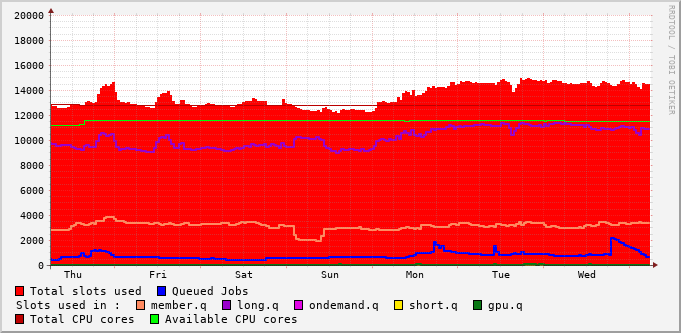 20000
18000
16000
14000
12000
10000
8000
6000
4000
2000
0
Thu Fri Sat Sun Mon Tue Wed
RRDTOOL / TOBI OETIKER
Total slots used Queued Jobs
Slots used in : member.q long.q ondemand.q short.q gpu.q
Total CPU cores Available CPU cores